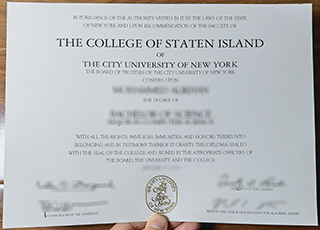 IN PURSUANCE OF THE AUTHORITY VESTED IN IT BY THE LAWS OF THE STATE
OF NEW YORK AND UPON RECOMMENDATION OF THE FACULTY OF
THE COLLEGE OF STATEN ISLAND
OF
THE CITY UNIVERSITY OF NEW YORK
THE BOARD OF TRUSTEES OF THE CITY UNIVERSITY OF NEW YORK
CONFERS UPON
THE DEGREE OF
BACHELOR OF SCIENCE
WITH ALL THE RIGHTS, PRIVILEGES, IMMUNITIES, AND HONORS THEREUNTO
BELONGING AND IN TESTIMONY THEREOF IT GRANTS THIS DIPLOMA SEALED
WITH THE SEAL OF THE COLLEGE AND SIGNED BY THE APPROPRIATE OFFICERS OF
THE BOARD, THE UNIVERSITY AND THE COLLEGE
CHANCELLOR OF THE UNIVERSITY